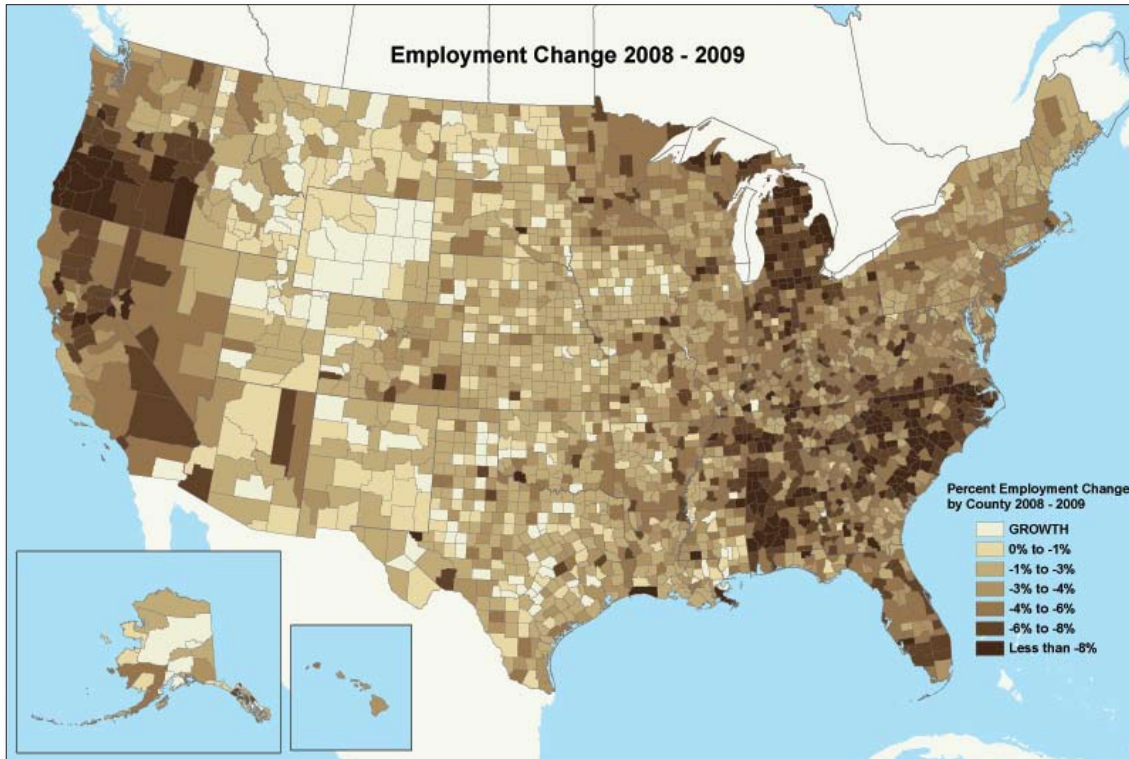 Employment Change 2008 - 2009
Percent Employment Change
by County 2008 - 2009
GROWTH
0% to -1%
-1% to -3%
-3% to -4%
-4% to -6%
-6% to -8%
Less than -8%